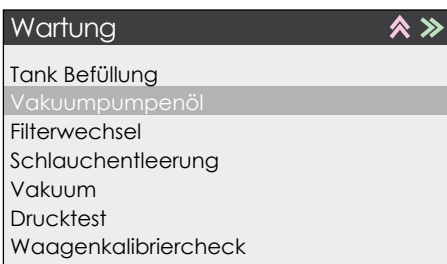 Wartung
Tank Befüllung
Vakuumpumpenöl
Filterwechsel
Schlauchentleerung
Vakuum
Drucktest
Waagenkalibriercheck